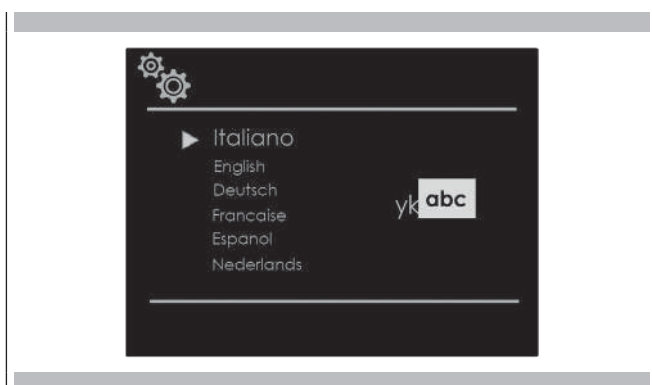 Italiano
English
Deutsch
Francaise
Espanol
Nederlands
yk abc